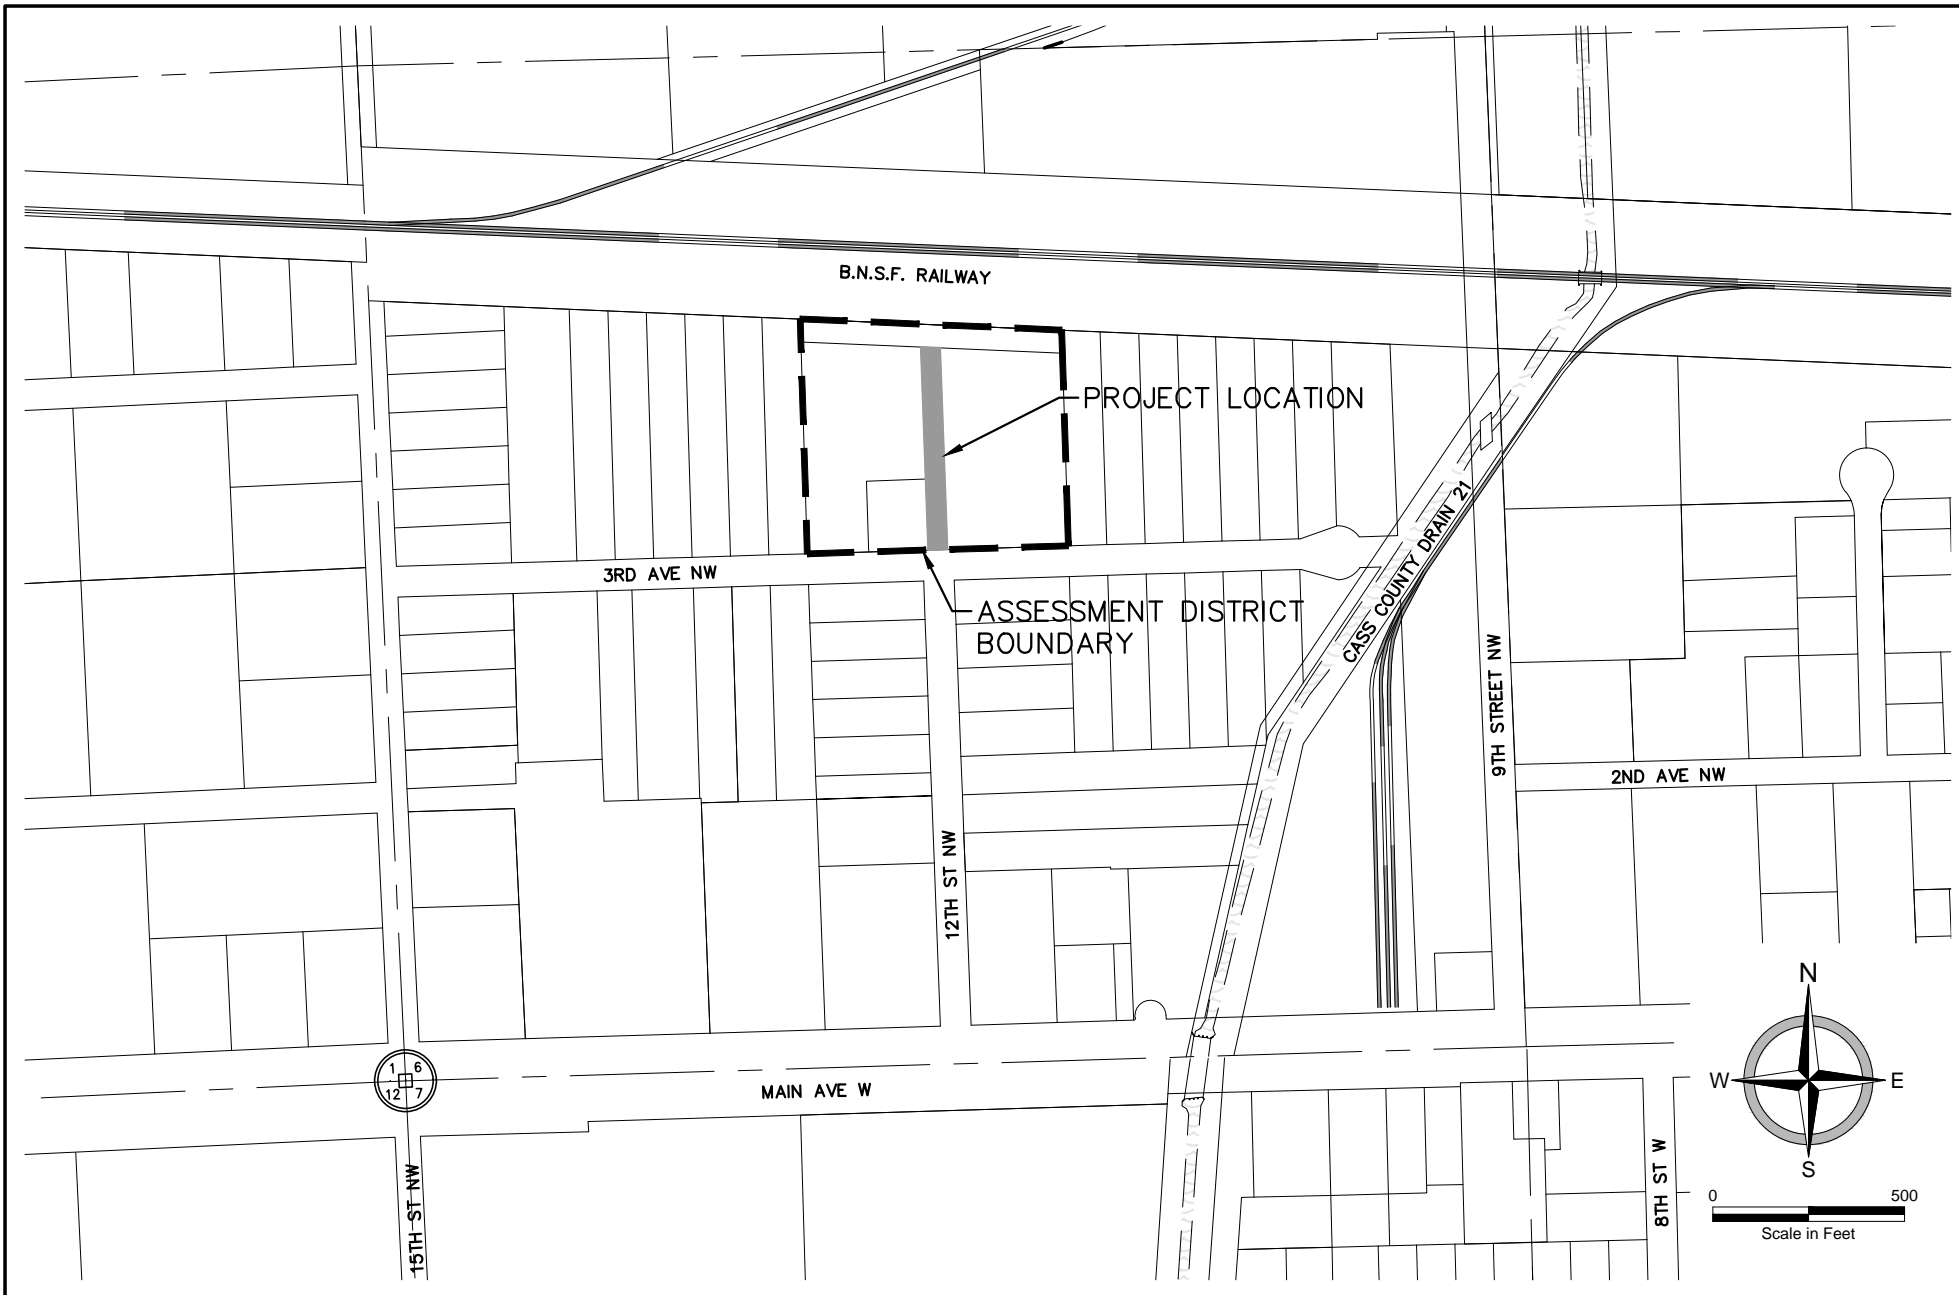 B.N.S.F. RAILWAY
PROJECT LOCATION
CASS COUNTY DRAIN 21
3RD AVE NW
ASSESSMENT DISTRICT
BOUNDARY
9TH STREET NW
2ND AVE NW
12TH ST NW
N
W
E
S
1 6
12 7
MAIN AVE W
15TH ST NW
8TH ST W
0 500
Scale in Feet